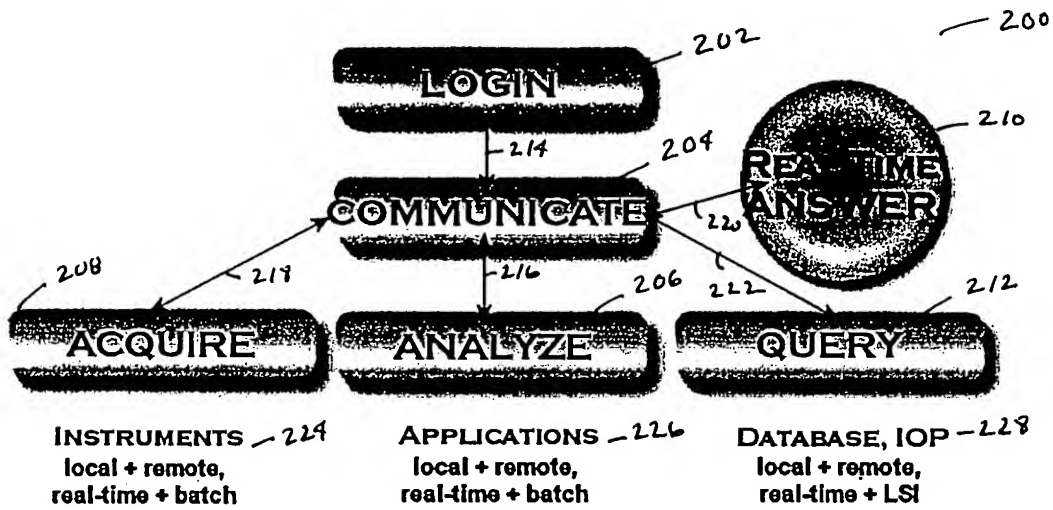 200
202
LOGIN
210
214
204
REAL-TIME
ANSWER
COMMUNICATE
220
208
218
216
206
222
212
ACQUIRE
ANALYZE
QUERY
INSTRUMENTS 224
APPLICATIONS 226
DATABASE, IOP 228
local + remote,
real-time + batch
local + remote,
real-time + batch
local + remote,
real-time + LSI